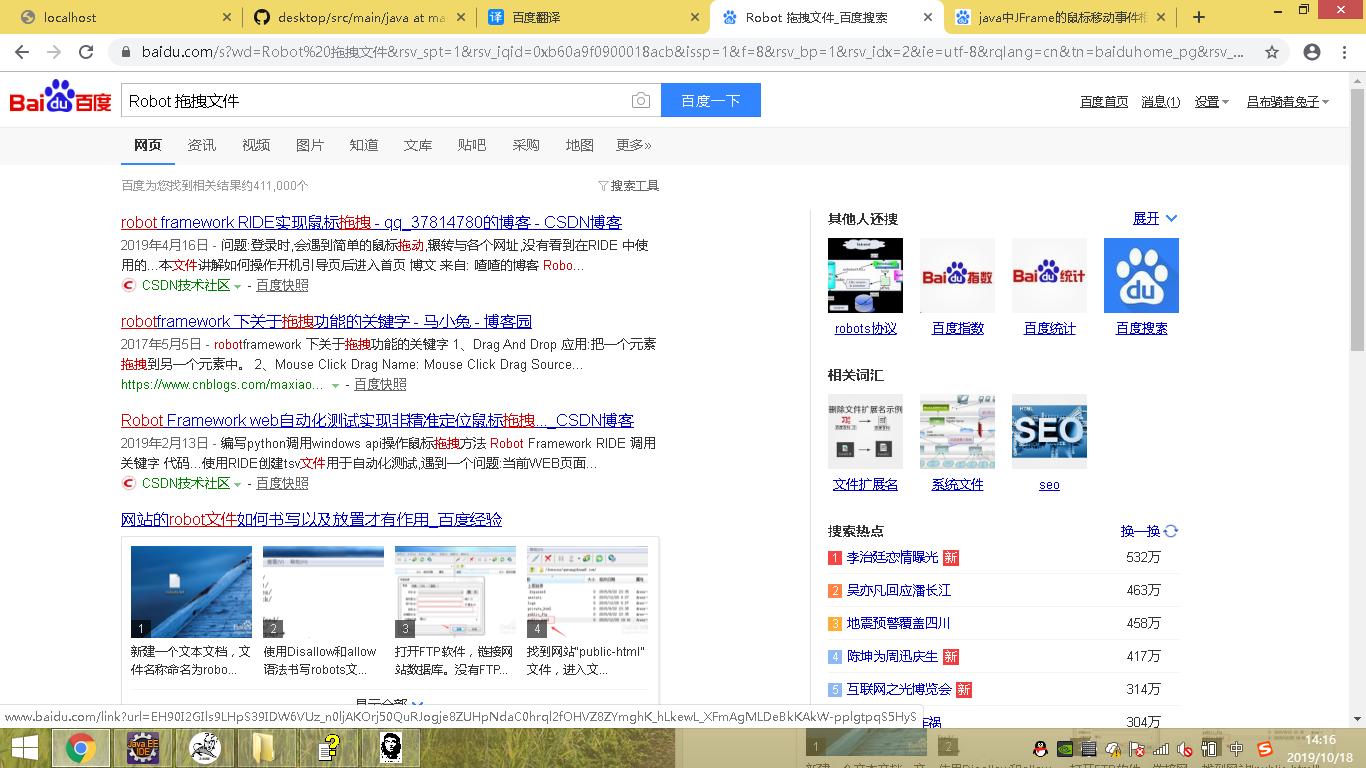 localhost
desktop/src/main/java at ma
百度翻译
Robot 拖拽文件_百度搜索
java中JFrame的鼠标移动事件
baidu.com/s?wd=Robot%20拖拽文件&rsv_spt=1&rsv_iqid=0xb60a9f0900018acb&issp=1&f=8&rsv_bp=1&rsv_idx=2&ie=utf-8&rqlang=cn&tn=baiduhome_pg&rsv_...
Bai du 百度
Robot 拖拽文件
百度一下
百度首页 消息(1) 设置 吕布骑着兔子
网页 资讯 视频 图片 知道 文库 贴吧 采购 地图 更多»
百度为您找到相关结果约411,000个
搜索工具
robot framework RIDE实现鼠标拖拽 - qq_37814780的博客 - CSDN博客
2019年4月16日 - 问题:登录时,会遇到简单的鼠标拖动,辗转与各个网址,没有看到在RIDE 中使
用的...本文件讲解如何操作开机引导页后进入首页 博文 来自: 喳喳的博客 Robo...
CSDN技术社区 - 百度快照
robotframework 下关于拖拽功能的关键字 - 马小兔 - 博客园
2017年5月5日 - robotframework 下关于拖拽功能的关键字 1、Drag And Drop 应用:把一个元素
拖拽到另一个元素中。 2、Mouse Click Drag Name: Mouse Click Drag Source...
https://www.cnblogs.com/maxiao... - 百度快照
Robot Framework web自动化测试实现非精准定位鼠标拖拽..._CSDN博客
2019年2月13日 - 编写python调用windows api操作鼠标拖拽方法 Robot Framework RIDE 调用
关键字 代码...使用RIDE创建tsv文件用于自动化测试,遇到一个问题:当前WEB页面...
CSDN技术社区 - 百度快照
网站的robot文件如何书写以及放置才有作用_百度经验
1 2 3 4
新建一个文本文档，文
件名称命名为robo...
使用Disallow和allow
语法书写robots文...
打开FTP软件，链接网
站数据库。没有FTP...
找到网站"public-html"
文件，进入文...
显示全部
其他人还搜
展开
Bai du 指数
Bai du 统计
du
robots协议 百度指数 百度统计 百度搜索
相关词汇
删除文件扩展名示例
HTML
SEO
文件扩展名 系统文件 seo
搜索热点
换一换
1 李治廷恋情曝光 新 532万
2 吴亦凡回应潘长江 463万
3 地震预警覆盖四川 458万
4 陈坤为周迅庆生 新 417万
5 互联网之光博览会 新 314万
304万
www.baidu.com/link?url=EH90I2GIls9LHpS39IDW6VUz_n0ljAKOrj50QuRJogje8ZUHpNdaC0hrql2fOHVZ8ZYmghK_hLkewL_XFmAgMLDeBkKAkW-pplgtpqS5HyS
Java EE
IDE
中
14:16
2019/10/18